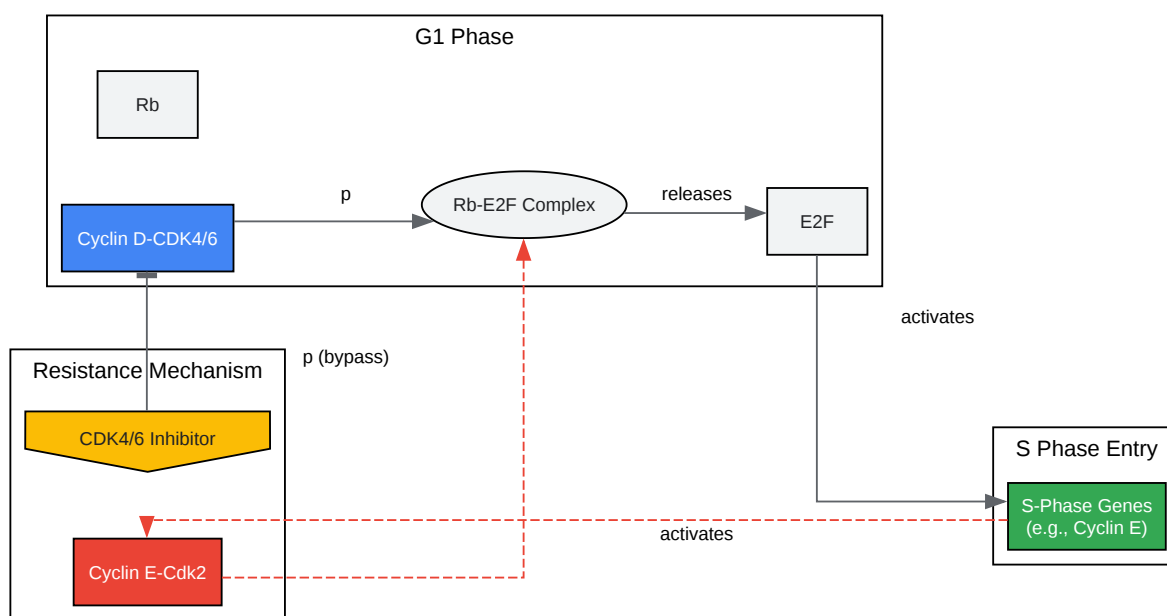 G1 Phase
Rb
p
Rb-E2F Complex
releases
E2F
Cyclin D-CDK4/6
activates
p (bypass)
Resistance Mechanism
CDK4/6 Inhibitor
S Phase Entry
S-Phase Genes
(e.g., Cyclin E)
activates
Cyclin E-Cdk2